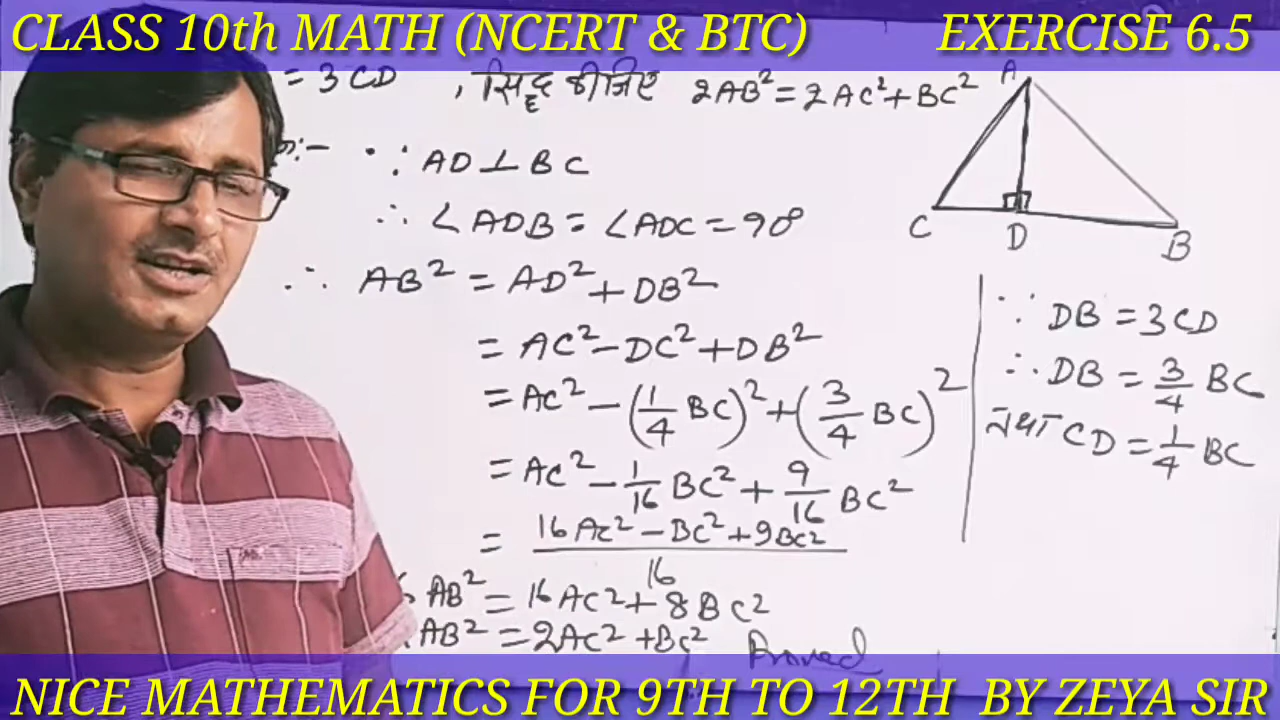 CLASS 10th MATH (NCERT & BTC) EXERCISE 6.5
= 3 CD , सिद्ध कीजिए 2AB² = 2AC² + BC²
∵ AD ⊥ BC
∴ ∠ADB = ∠ADC = 90°
∴ AB² = AD² + DB²
= AC² - DC² + DB²
= AC² - (1/4 BC)² + (3/4 BC)²
= AC² - 1/16 BC² + 9/16 BC²
= 16AC² - BC² + 9BC² / 16
AB² = 16AC² + 8BC²
AB² = 2AC² + BC² Proved
A
C
D
B
∵ DB = 3CD
∴ DB = 3/4 BC
तथा CD = 1/4 BC
NICE MATHEMATICS FOR 9TH TO 12TH BY ZEYA SIR